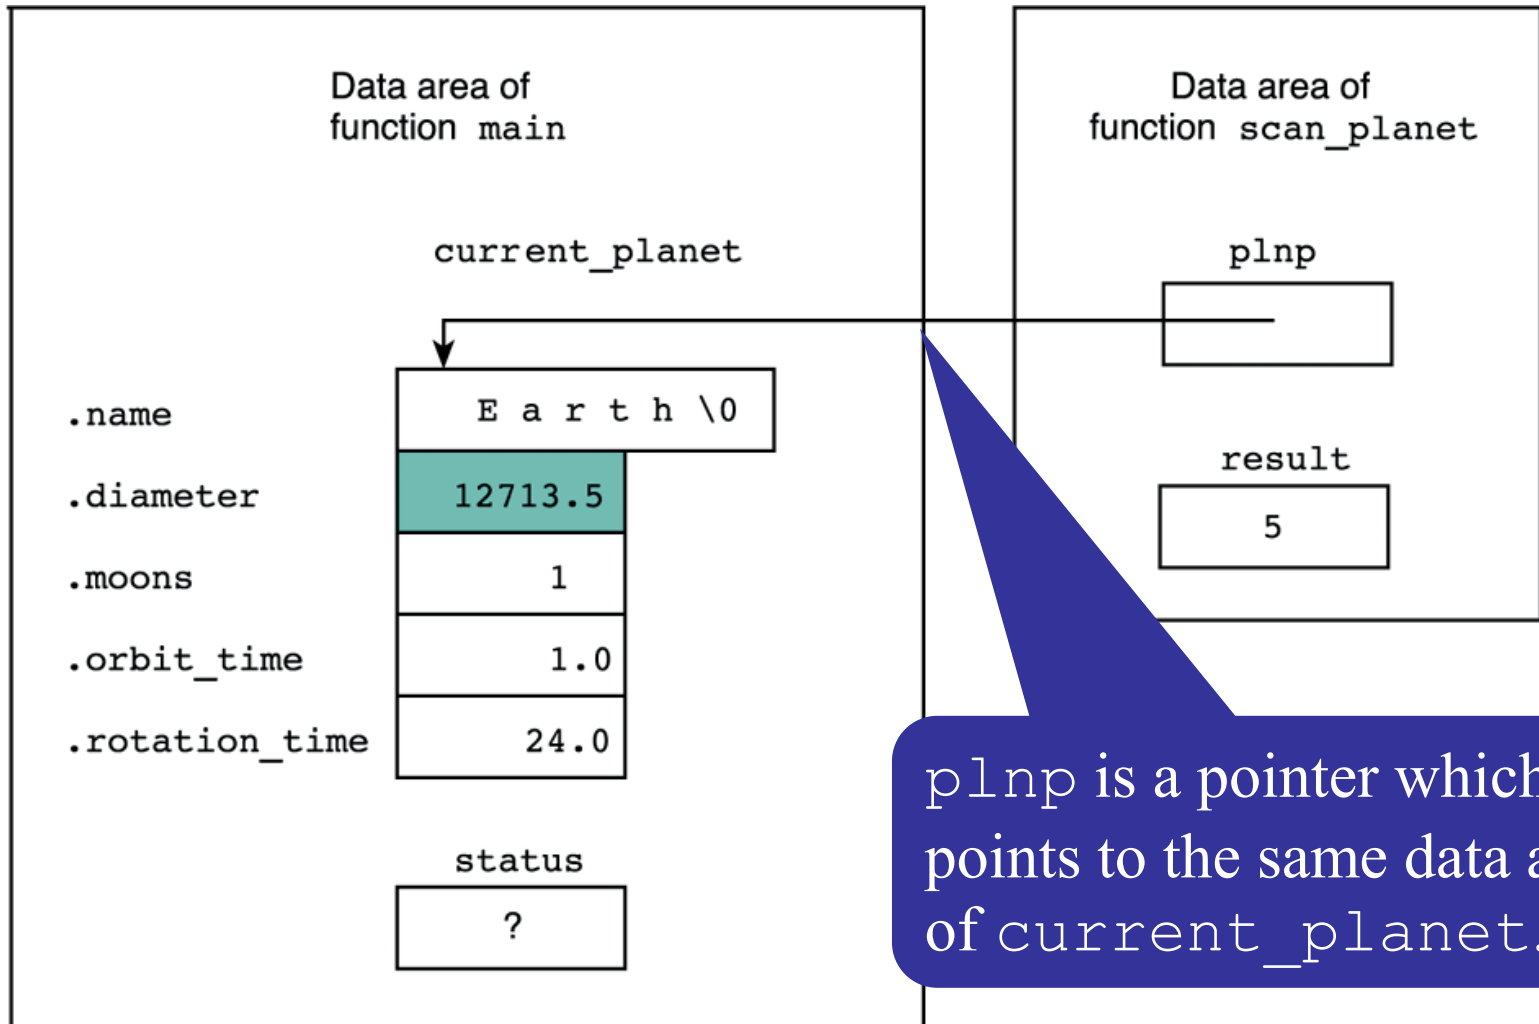 Data area of
function main
current_planet
.name
E a r t h \0
.diameter
12713.5
.moons
1
.orbit_time
1.0
.rotation_time
24.0
status
?
Data area of
function scan_planet
plnp
result
5
plnp is a pointer which
points to the same data a
of current_planet.